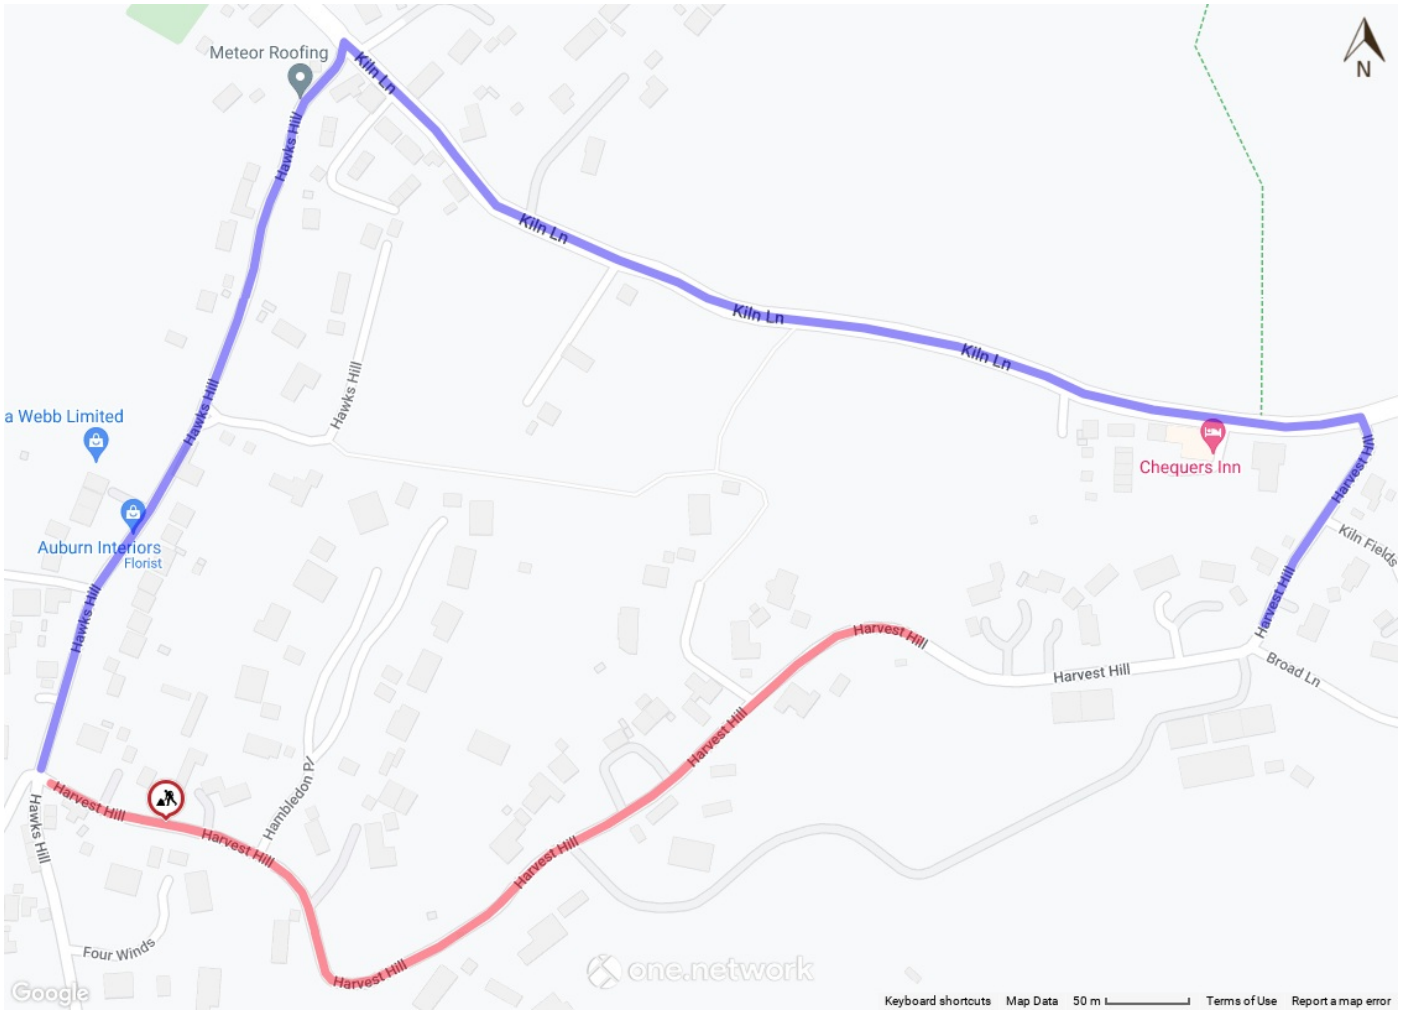 Meteor Roofing
Kiln Ln
N
Hawks Hill
Kiln Ln
Kiln Ln
Kiln Ln
Hawks Hill
Hawks Hill
a Webb Limited
Harvest Hill
Chequers Inn
Auburn Interiors
Florist
Kiln Fields
Hawks Hill
Harvest Hill
Harvest Hill
Broad Ln
Harvest Hill
Harvest Hill
Harvest Hill
Hambledon Pl
Hawks Hill
Harvest Hill
Harvest Hill
Four Winds
Harvest Hill
one.network
Google
Keyboard shortcuts Map Data 50 m Terms of Use Report a map error